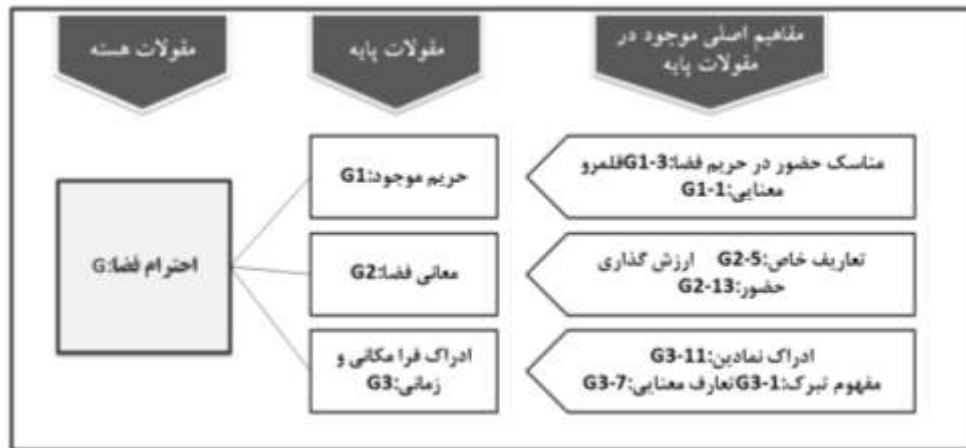 مفاهیم اصلی موجود در
مقولات پایه
مقولات پایه
مقولات هسته
مناسک حضور در حریم فضا:G1-3قلمرو
معنایی:G1-1
حریم موجود:G1
تعاریف خاص:G2-5 ارزش گذاری
حضور:G2-13
معانی فضا:G2
احترام فضا:G
ادراک نمادین:G3-11
مفهوم تبرک:G3-1تعارف معنایی:G3-7
ادراک فرا مکانی و
زمانی:G3